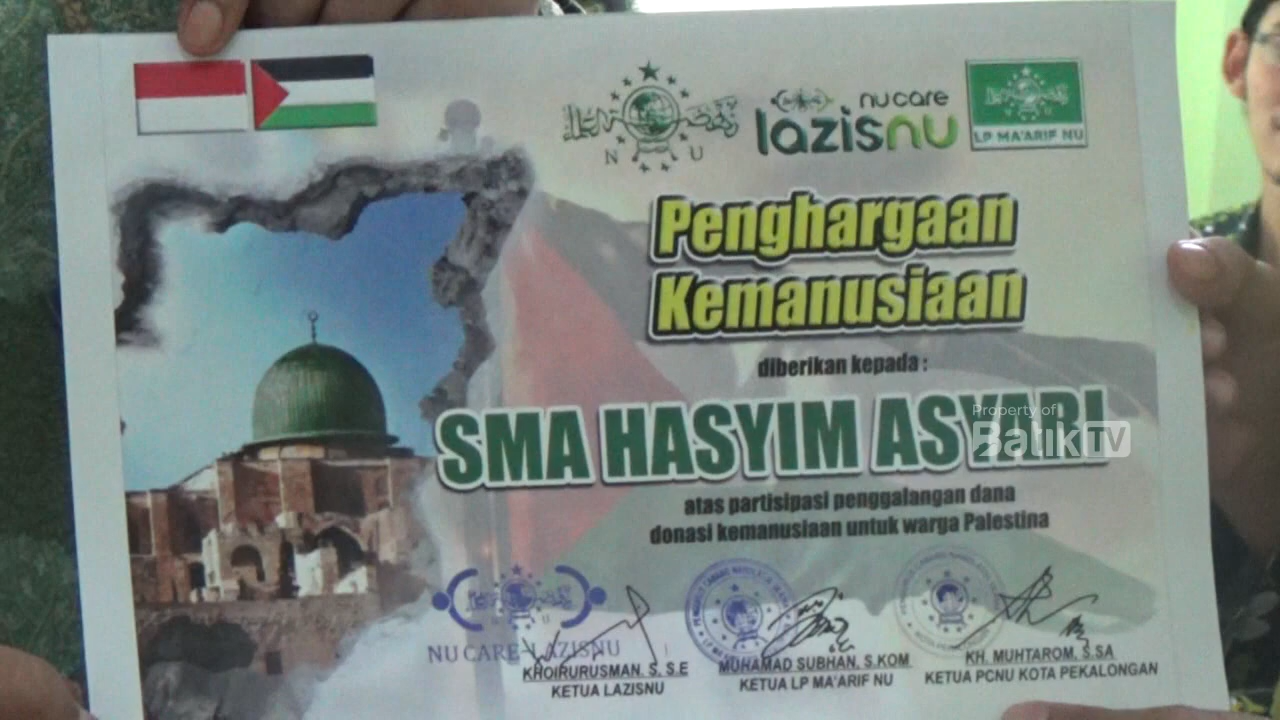 N U
nu care
lazisnu
LP MA'ARIF NU
Penghargaan
Kemanusiaan
diberikan kepada :
SMA HASYIM ASYARI
Property of
BatikTV
atas partisipasi penggalangan dana
donasi kemanusiaan untuk warga Palestina
NU CARE-LAZISNU
KHOIRURUSMAN. S, S.E
KETUA LAZISNU
MUHAMAD SUBHAN, S.KOM
KETUA LP MA'ARIF NU
KH. MUHTAROM, S.SA
KETUA PCNU KOTA PEKALONGAN